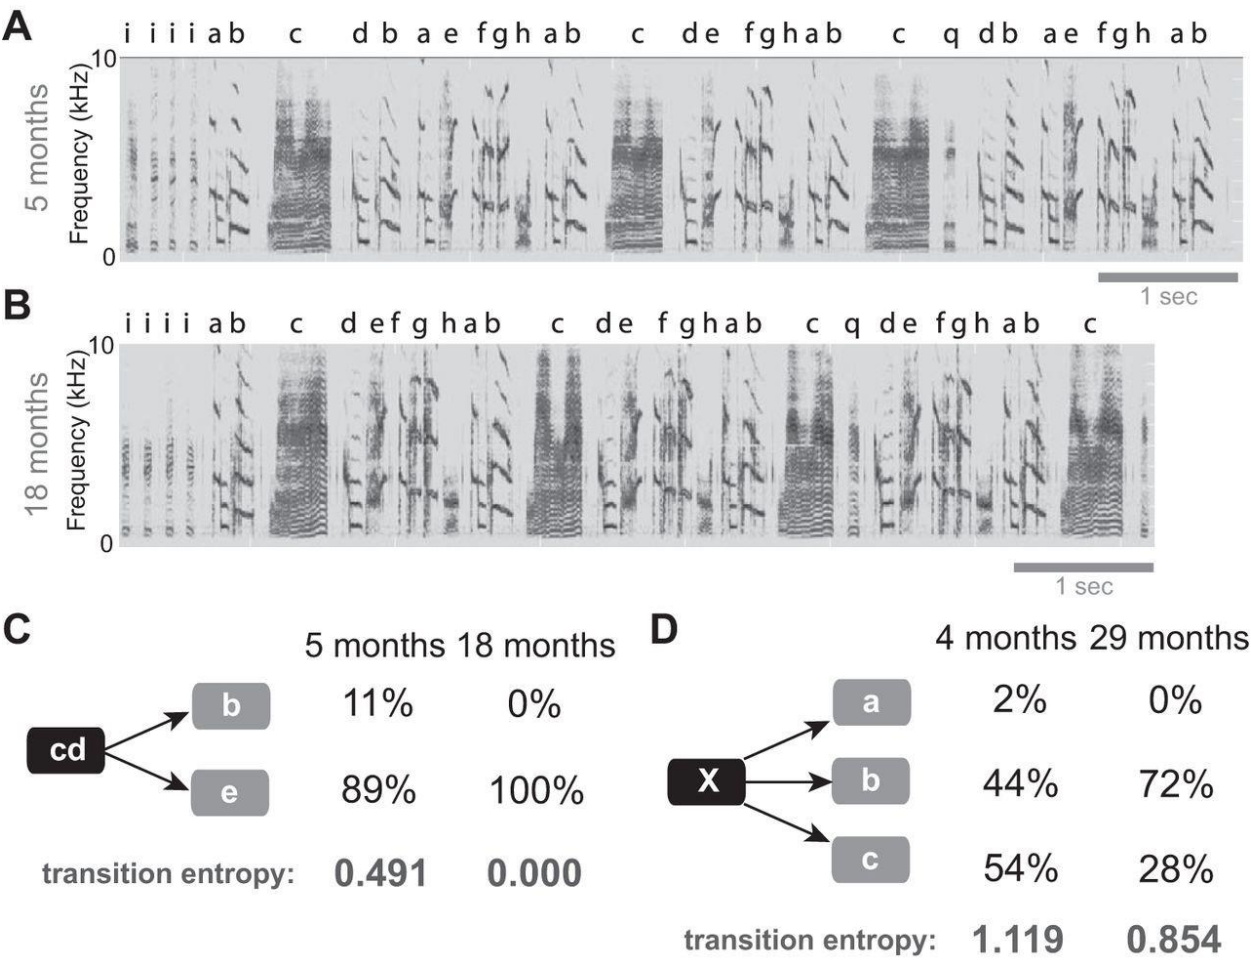 A
i i i i a b c d b a e f g h a b c d e f g h a b c q d b a e f g h a b
5 months
Frequency (kHz)
10
0
1 sec
B
i i i i a b c d e f g h a b c d e f g h a b c q d e f g h a b c
18 months
Frequency (kHz)
10
0
1 sec
C
5 months 18 months
cd
b 11% 0%
e 89% 100%
transition entropy: 0.491 0.000
D
4 months 29 months
X
a 2% 0%
b 44% 72%
c 54% 28%
transition entropy: 1.119 0.854